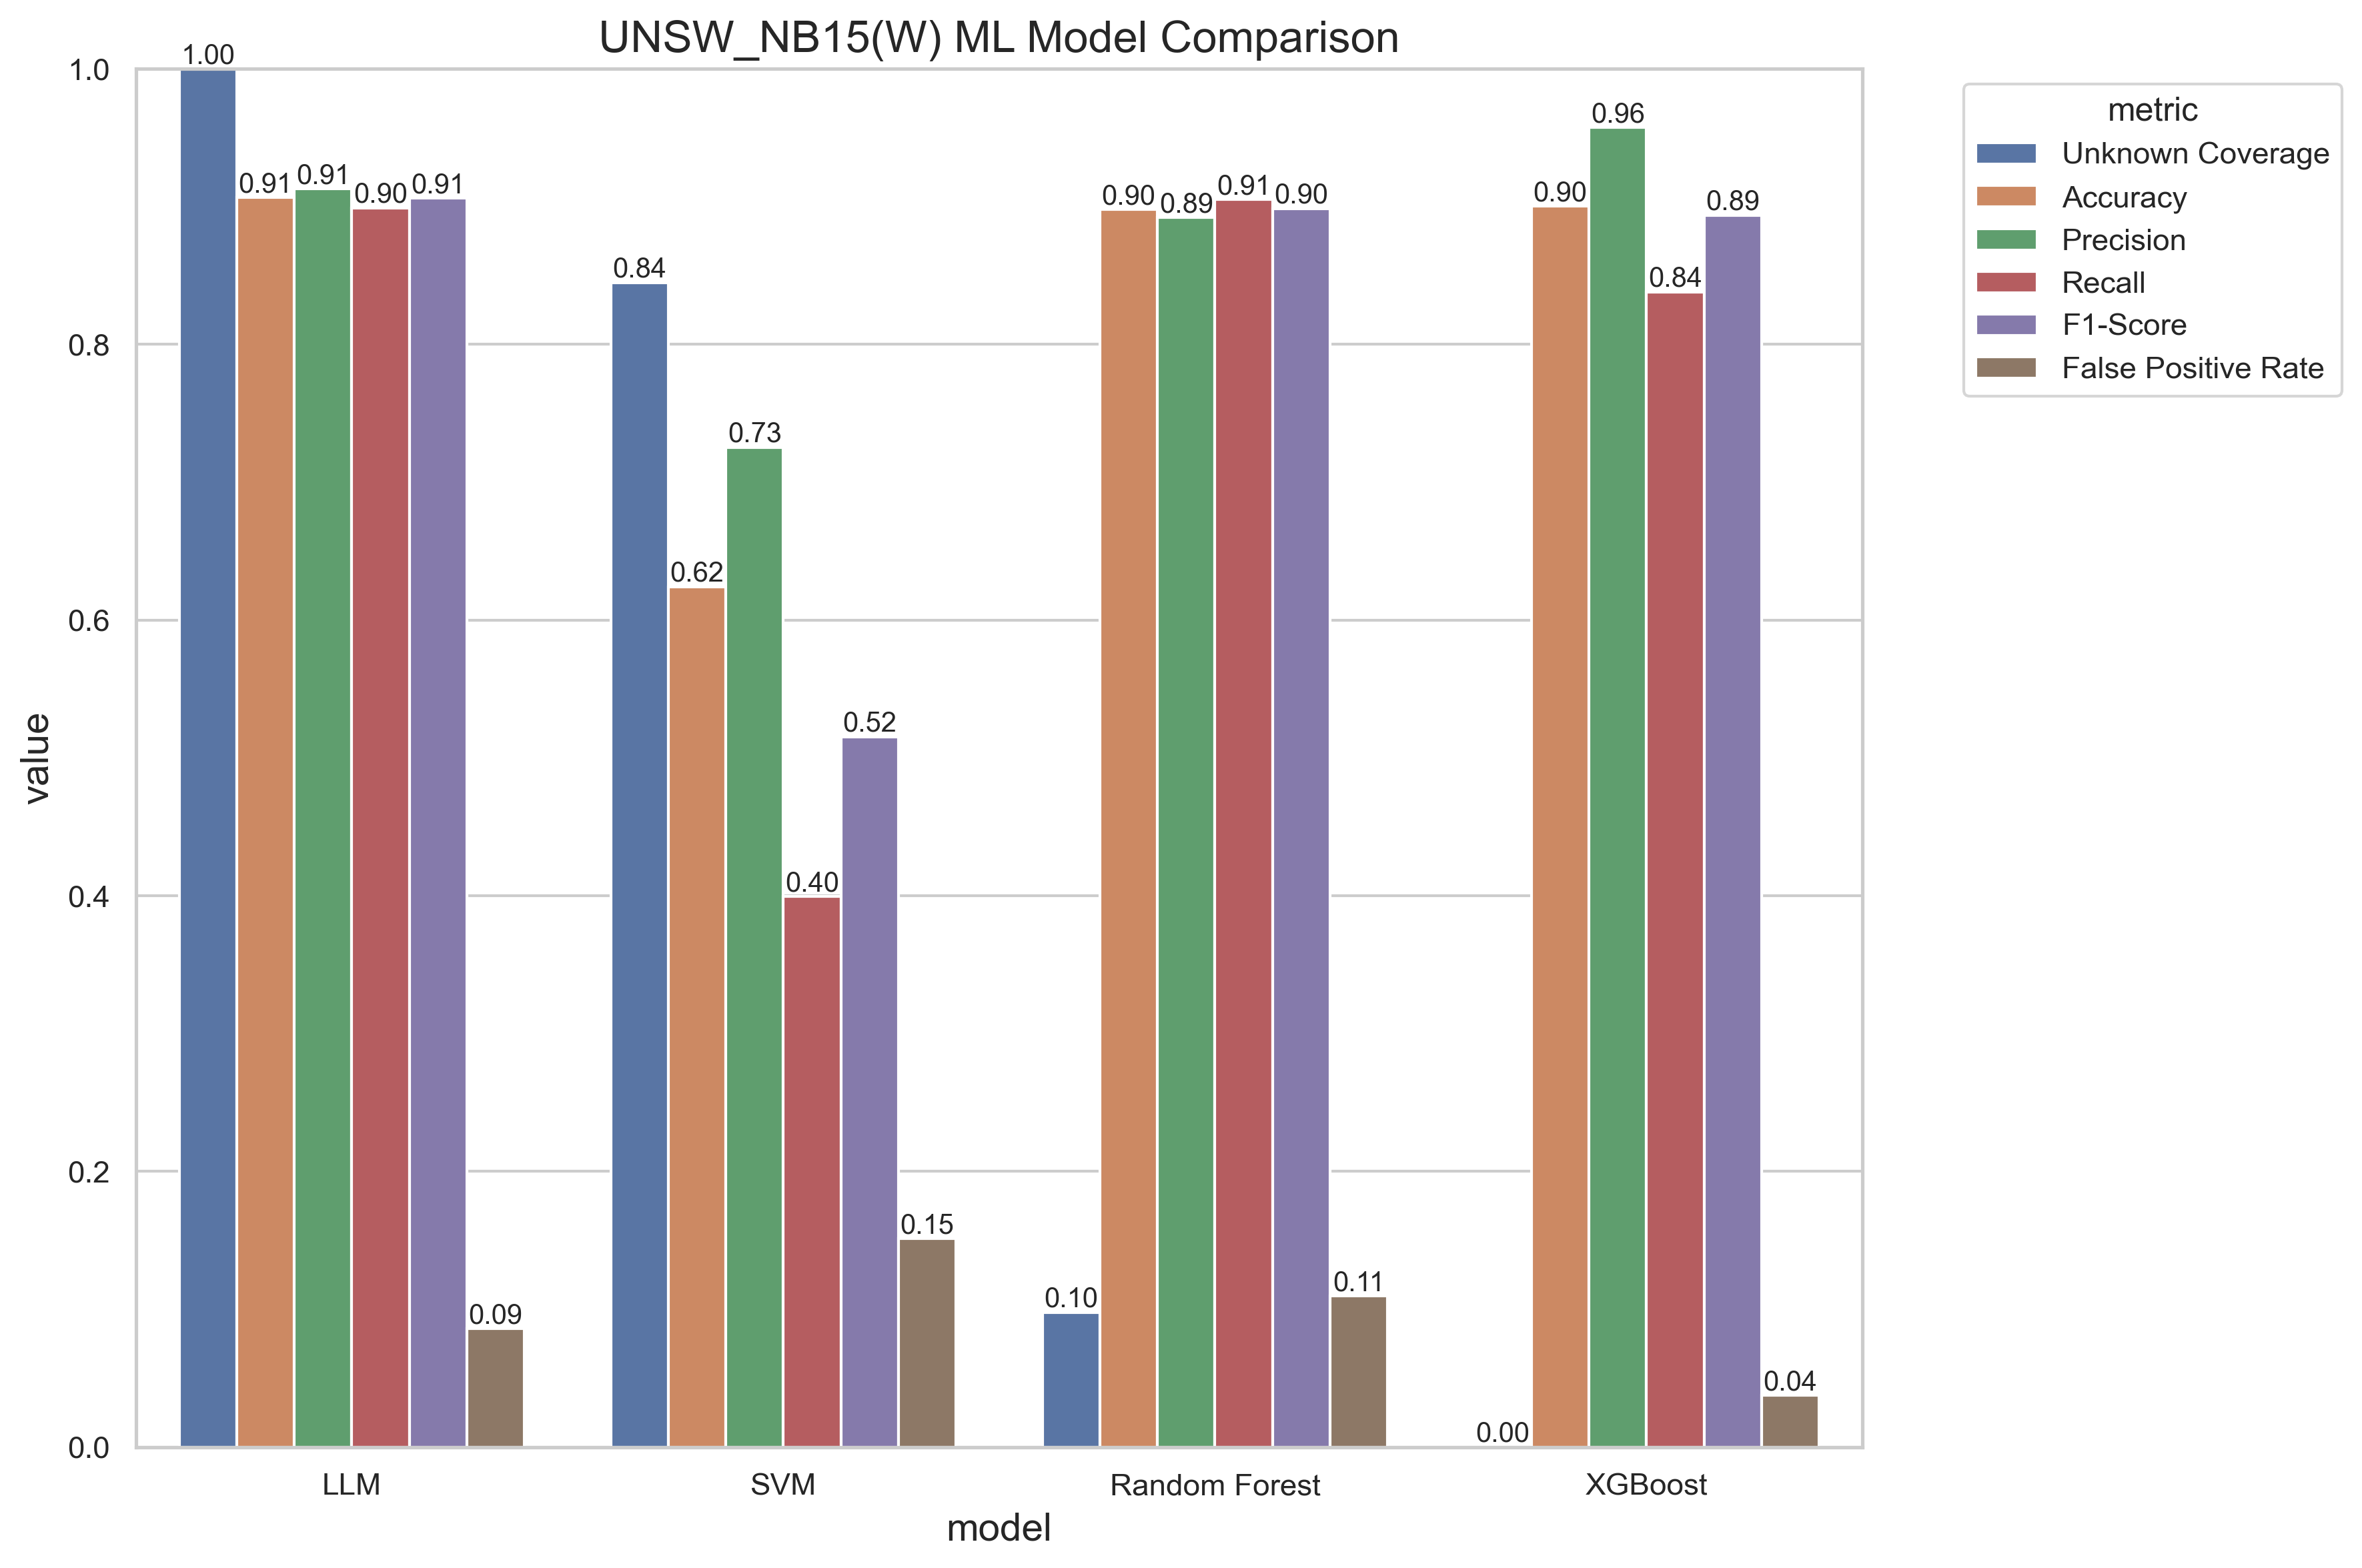 UNSW_NB15(W) ML Model Comparison
value
1.0
0.8
0.6
0.4
0.2
0.0
1.00
0.91
0.91
0.90
0.91
0.09
0.84
0.62
0.73
0.40
0.52
0.15
0.10
0.90
0.89
0.91
0.90
0.11
0.00
0.90
0.96
0.84
0.89
0.04
LLM
SVM
Random Forest
XGBoost
model
metric
Unknown Coverage
Accuracy
Precision
Recall
F1-Score
False Positive Rate